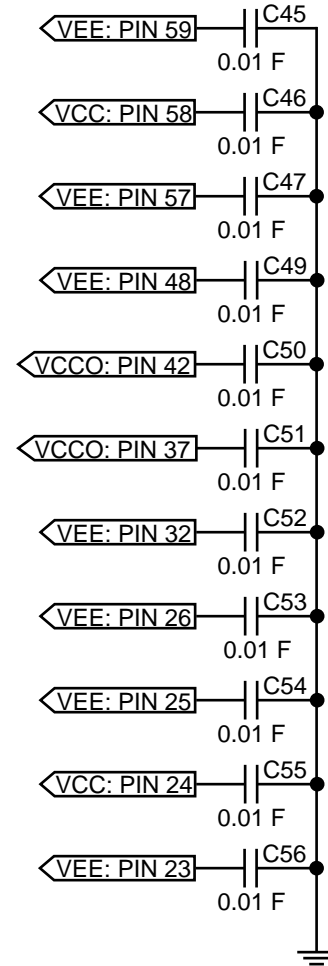 C45
VEE: PIN 59
0.01 F
C46
VCC: PIN 58
0.01 F
C47
VEE: PIN 57
0.01 F
C49
VEE: PIN 48
0.01 F
C50
VCCO: PIN 42
0.01 F
C51
VCCO: PIN 37
0.01 F
C52
VEE: PIN 32
0.01 F
C53
VEE: PIN 26
0.01 F
C54
VEE: PIN 25
0.01 F
C55
VCC: PIN 24
0.01 F
C56
VEE: PIN 23
0.01 F